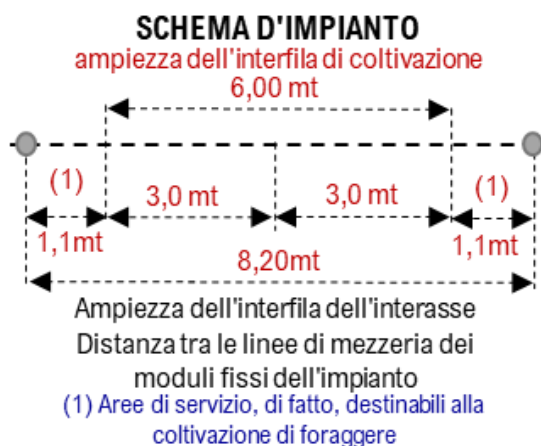 SCHEMA D'IMPIANTO
ampiezza dell'interfila di coltivazione
6,00 mt
(1)
3,0 mt
3,0 mt
(1)
1,1mt
1,1mt
8,20mt
Ampiezza dell'interfila dell'interasse
Distanza tra le linee di mezzeria dei
moduli fissi dell'impianto
(1) Aree di servizio, di fatto, destinabili alla
coltivazione di foraggere